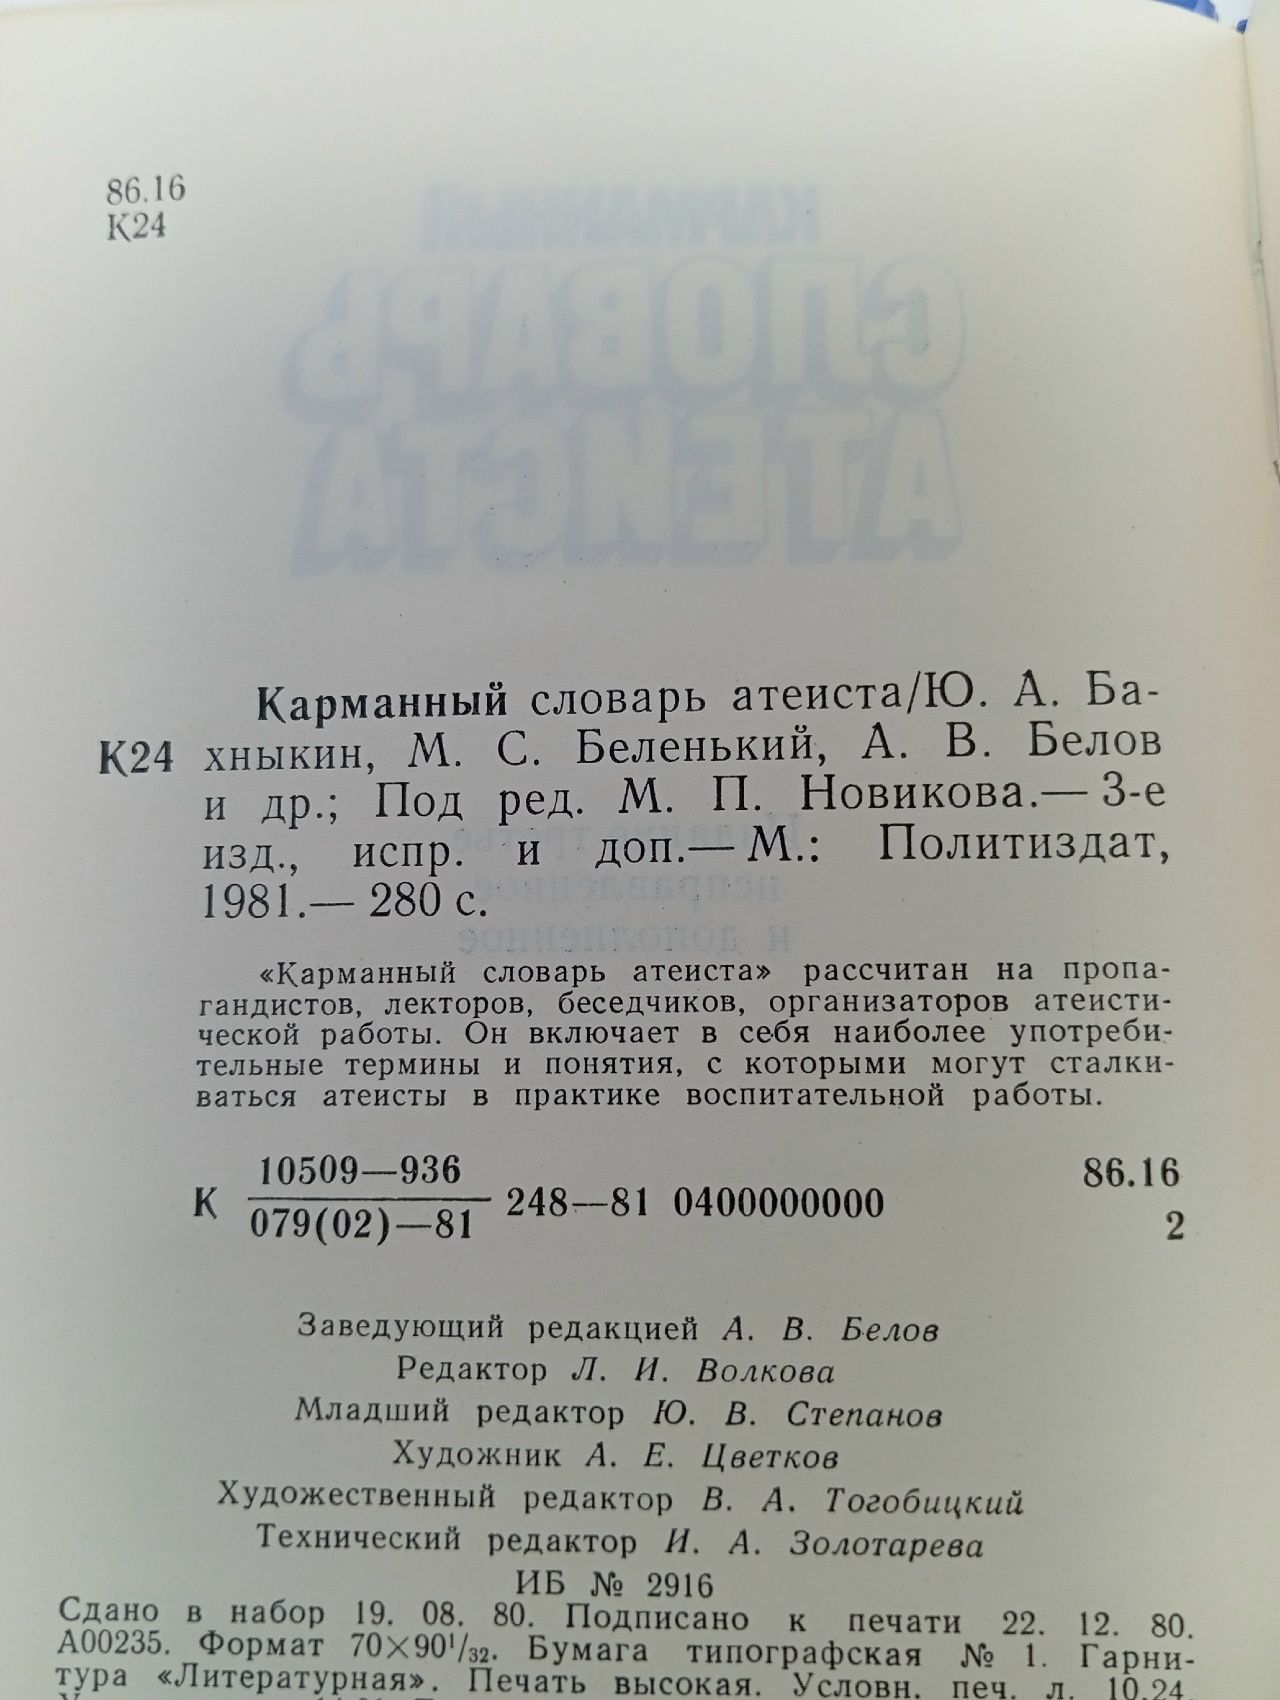 86.16
К24
Карманный словарь атеиста/Ю. А. Ба-
К24 хныкин, М. С. Беленький, А. В. Белов
и др.; Под ред. М. П. Новикова.— 3-е
изд., испр. и доп.— М.: Политиздат,
1981.— 280 с.
«Карманный словарь атеиста» рассчитан на пропа-
гандистов, лекторов, беседчиков, организаторов атеисти-
ческой работы. Он включает в себя наиболее употреби-
тельные термины и понятия, с которыми могут сталки-
ваться атеисты в практике воспитательной работы.
10509—936
К 248—81 0400000000 86.16
079(02)—81 2
Заведующий редакцией А. В. Белов
Редактор Л. И. Волкова
Младший редактор Ю. В. Степанов
Художник А. Е. Цветков
Художественный редактор В. А. Тогобицкий
Технический редактор И. А. Золотарева
ИБ № 2916
Сдано в набор 19. 08. 80. Подписано к печати 22. 12. 80.
А00235. Формат 70×90¹/₃₂. Бумага типографская № 1. Гарни-
тура «Литературная». Печать высокая. Условн. печ. л. 10,24.